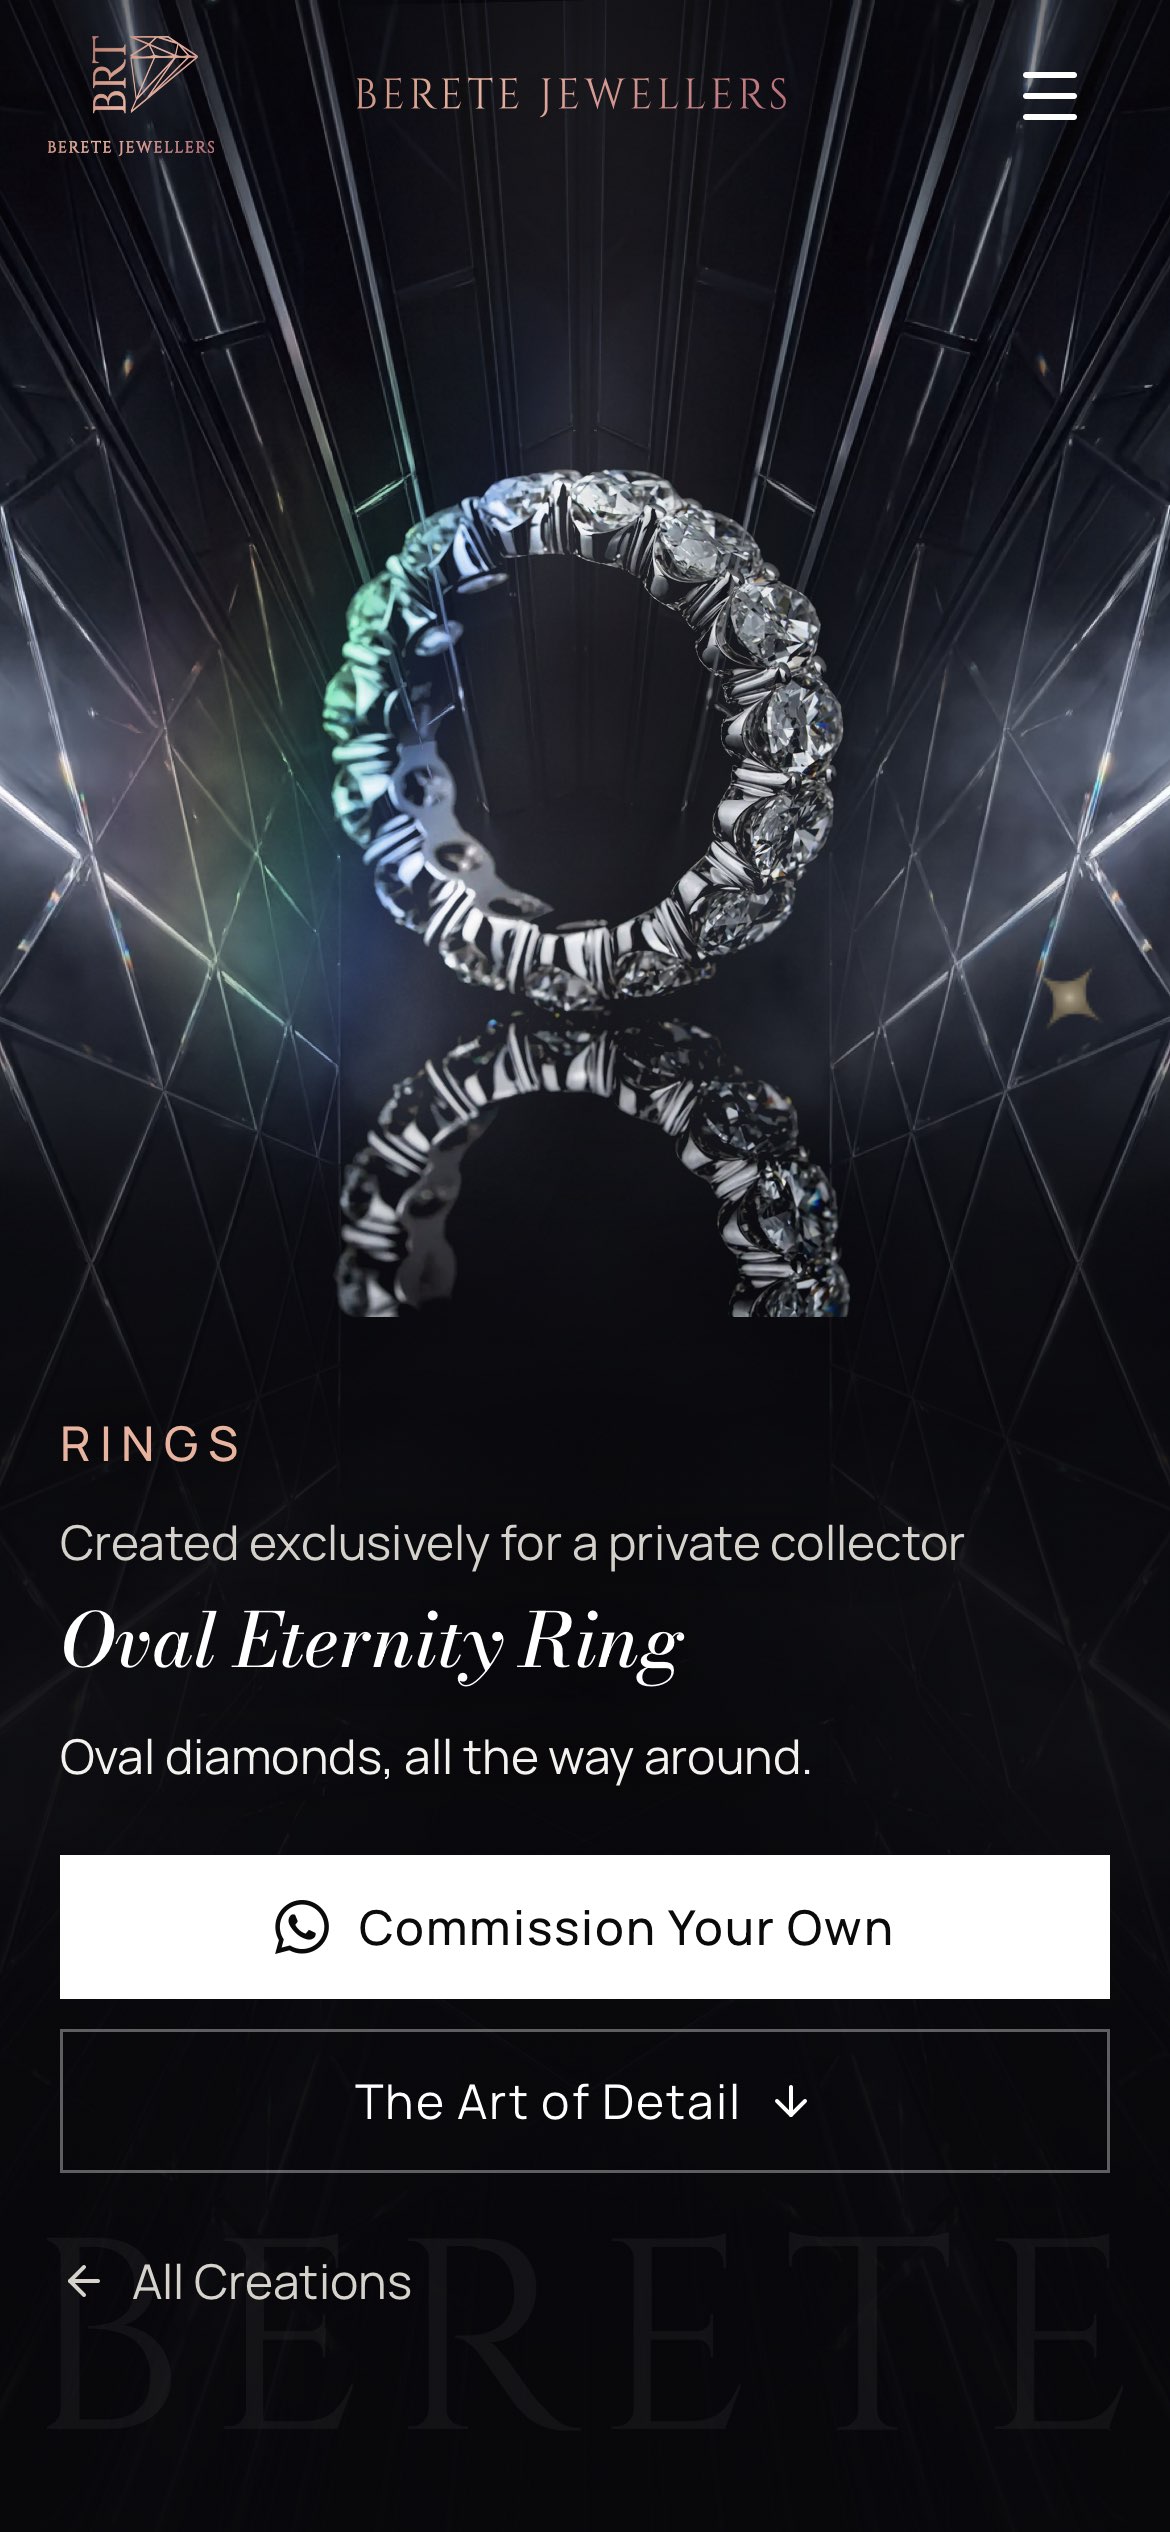 BRT
BERETE JEWELLERS
BERETE JEWELLERS
RINGS
Created exclusively for a private collector
Oval Eternity Ring
Oval diamonds, all the way around.
Commission Your Own
The Art of Detail ↓
← All Creations
BERETE